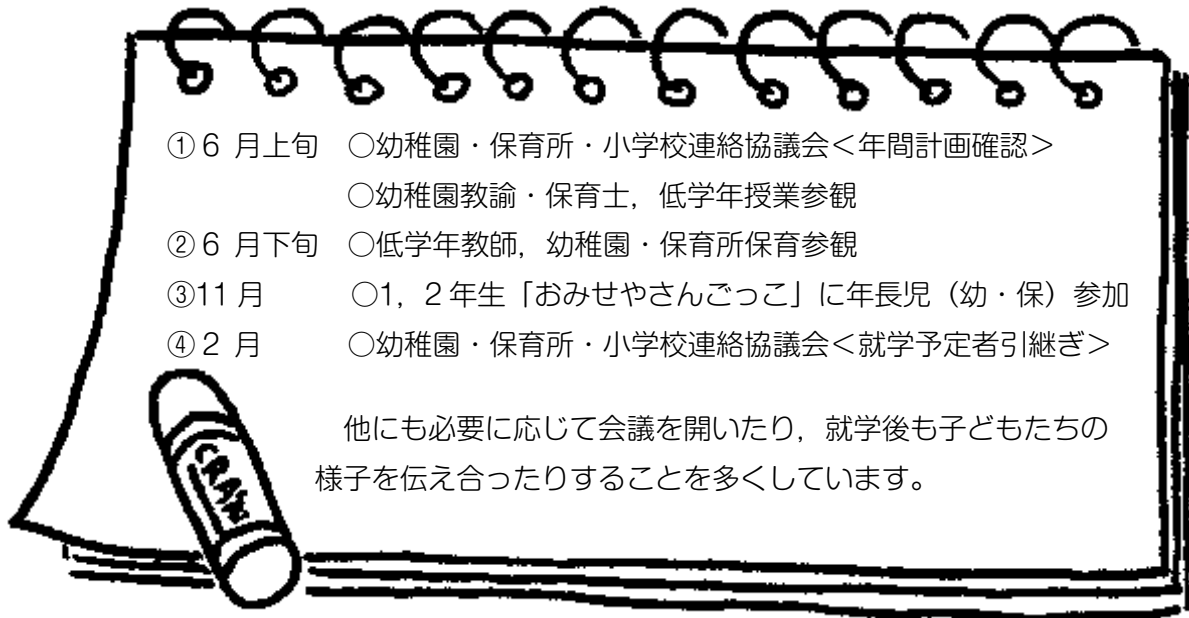 ①6 月上旬 ○幼稚園・保育所・小学校連絡協議会＜年間計画確認＞
○幼稚園教諭・保育士，低学年授業参観
②6 月下旬 ○低学年教師，幼稚園・保育所保育参観
③11 月 ○1，2 年生「おみせやさんごっこ」に年長児（幼・保）参加
④2 月 ○幼稚園・保育所・小学校連絡協議会＜就学予定者引継ぎ＞
他にも必要に応じて会議を開いたり，就学後も子どもたちの
様子を伝え合ったりすることを多くしています。